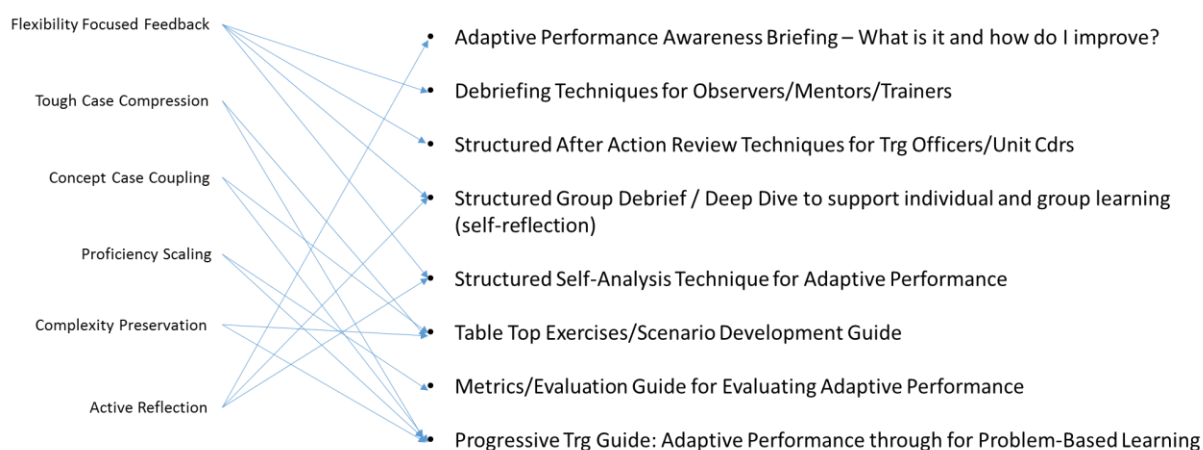 Flexibility Focused Feedback
Tough Case Compression
Concept Case Coupling
Proficiency Scaling
Complexity Preservation
Active Reflection
• Adaptive Performance Awareness Briefing – What is it and how do I improve?
• Debriefing Techniques for Observers/Mentors/Trainers
• Structured After Action Review Techniques for Trg Officers/Unit Cdrs
• Structured Group Debrief / Deep Dive to support individual and group learning
(self-reflection)
• Structured Self-Analysis Technique for Adaptive Performance
• Table Top Exercises/Scenario Development Guide
• Metrics/Evaluation Guide for Evaluating Adaptive Performance
• Progressive Trg Guide: Adaptive Performance through for Problem-Based Learning